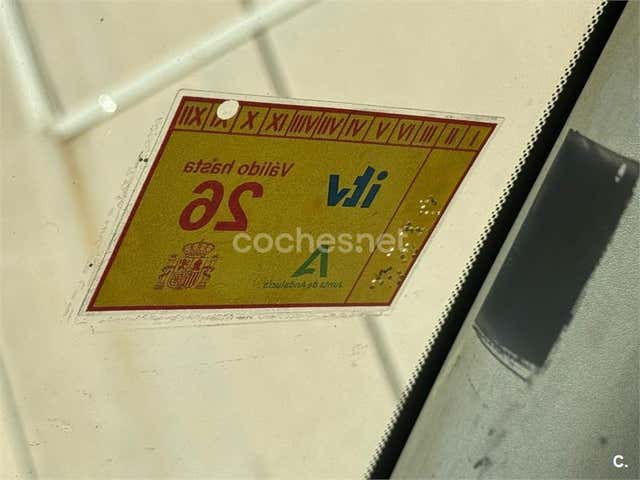 I II III IV V VI VII VIII IX X XI XII
itv
Válido hasta
26
Junta de Andalucía
coches.net
C.